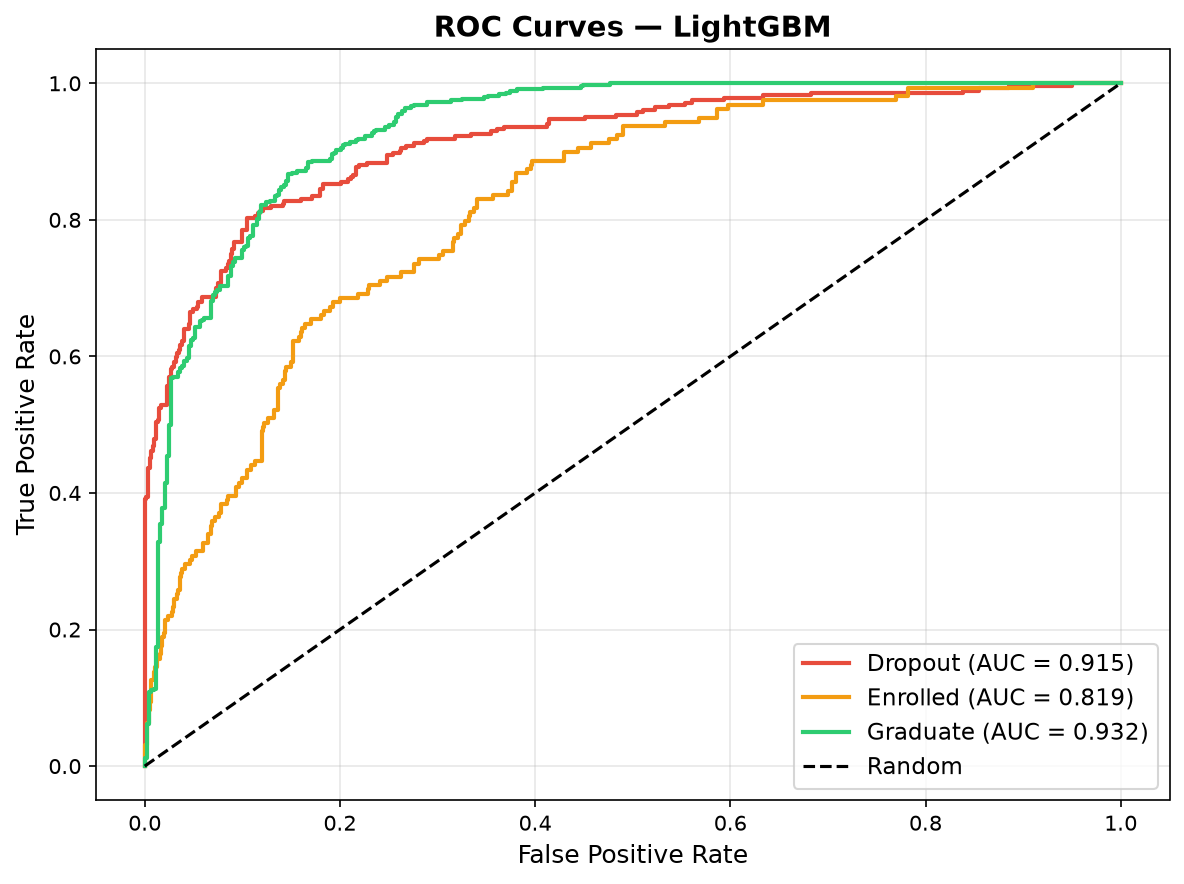 ROC Curves — LightGBM
True Positive Rate
1.0
0.8
0.6
0.4
0.2
0.0
Dropout (AUC = 0.915)
Enrolled (AUC = 0.819)
Graduate (AUC = 0.932)
Random
0.0 0.2 0.4 0.6 0.8 1.0
False Positive Rate